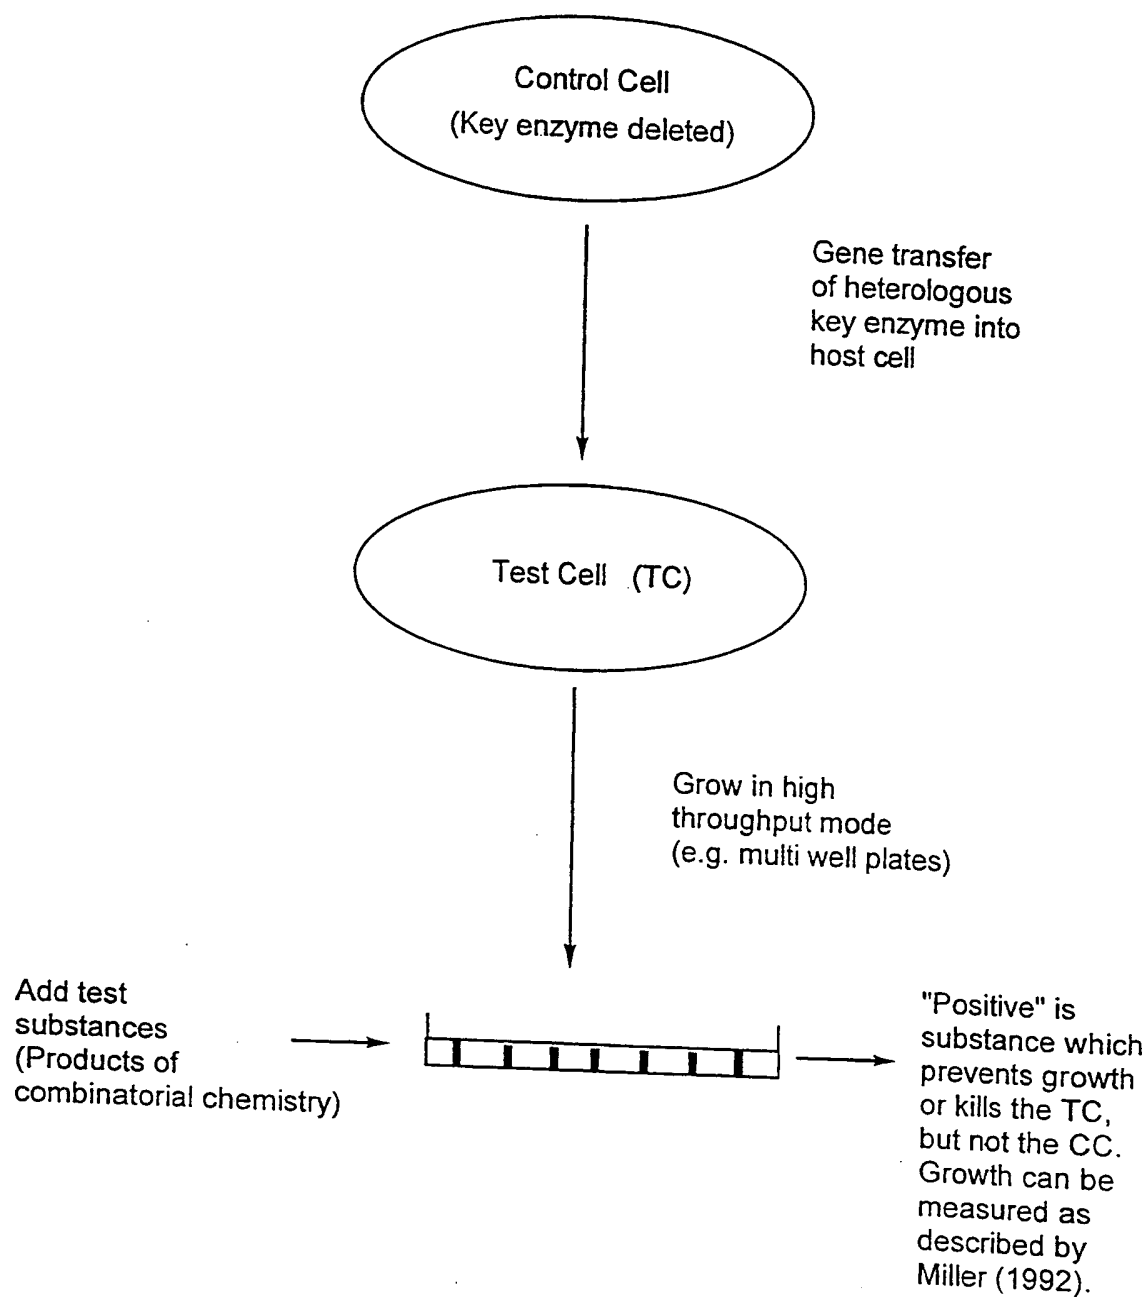 Control Cell
(Key enzyme deleted)
Gene transfer
of heterologous
key enzyme into
host cell
Test Cell (TC)
Grow in high
throughput mode
(e.g. multi well plates)
Add test
substances
(Products of
combinatorial chemistry)
"Positive" is
substance which
prevents growth
or kills the TC,
but not the CC.
Growth can be
measured as
described by
Miller (1992).